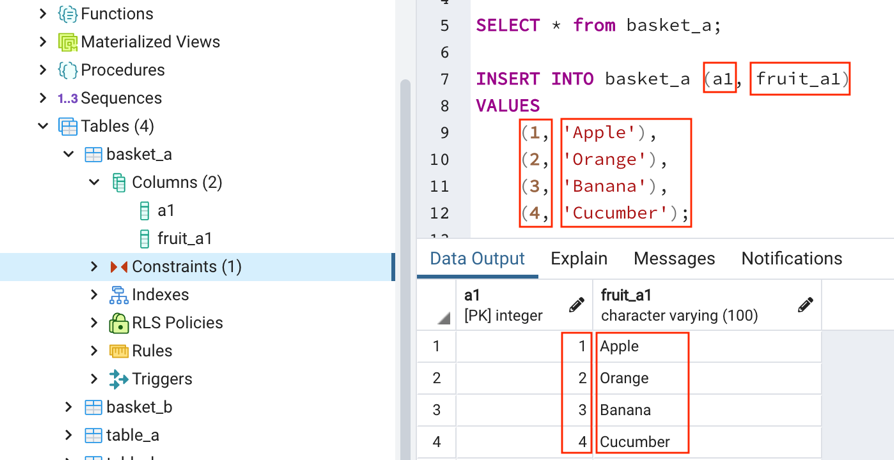 Functions
Materialized Views
Procedures
1..3 Sequences
Tables (4)
basket_a
Columns (2)
a1
fruit_a1
Constraints (1)
Indexes
RLS Policies
Rules
Triggers
basket_b
table_a
5 SELECT * from basket_a;
6
7 INSERT INTO basket_a (a1, fruit_a1)
8 VALUES
9 (1, 'Apple'),
10 (2, 'Orange'),
11 (3, 'Banana'),
12 (4, 'Cucumber');
Data Output Explain Messages Notifications
a1 fruit_a1
[PK] integer character varying (100)
1 1 Apple
2 2 Orange
3 3 Banana
4 4 Cucumber